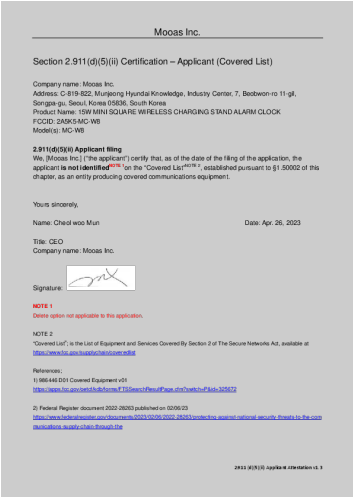 Mooas Inc.
Section 2.911(d)(5)(ii) Certification – Applicant (Covered List)
Company name: Mooas Inc.
Address: C-819-822, Munjeong Hyundai Knowledge, Industry Center, 7, Beobwon-ro 11-gil,
Songpa-gu, Seoul, Korea 05836, South Korea
Product Name: 15W MINI SQUARE WIRELESS CHARGING STAND ALARM CLOCK
FCCID: 2A5K5-MC-W8
Model(s): MC-W8
2.911(d)(5)(ii) Applicant filing
We, [Mooas Inc.] ("the applicant") certify that, as of the date of the filing of the application, the
applicant is not identified NOTE 1 on the "Covered List" NOTE 2, established pursuant to §1.50002 of this
chapter, as an entity producing covered communications equipment.
Yours sincerely,
Name: Cheol woo Mun Date: Apr. 26, 2023
Title: CEO
Company name: Mooas Inc.
Signature:
NOTE 1
Delete option not applicable to this application.
NOTE 2
"Covered List"; is the List of Equipment and Services Covered By Section 2 of The Secure Networks Act, available at
https://www.fcc.gov/supplychain/coveredlist
References;
1) 986446 D01 Covered Equipment v01
https://apps.fcc.gov/oetcf/kdb/forms/FTSSearchResultPage.cfm?switch=P&id=325672
2) Federal Register document 2022-28263 published on 02/06/23
https://www.federalregister.gov/documents/2023/02/06/2022-28263/protecting-against-national-security-threats-to-the-com
munications-supply-chain-through-the
2911 (d)(5)(ii) Applicant Attestation v1.1